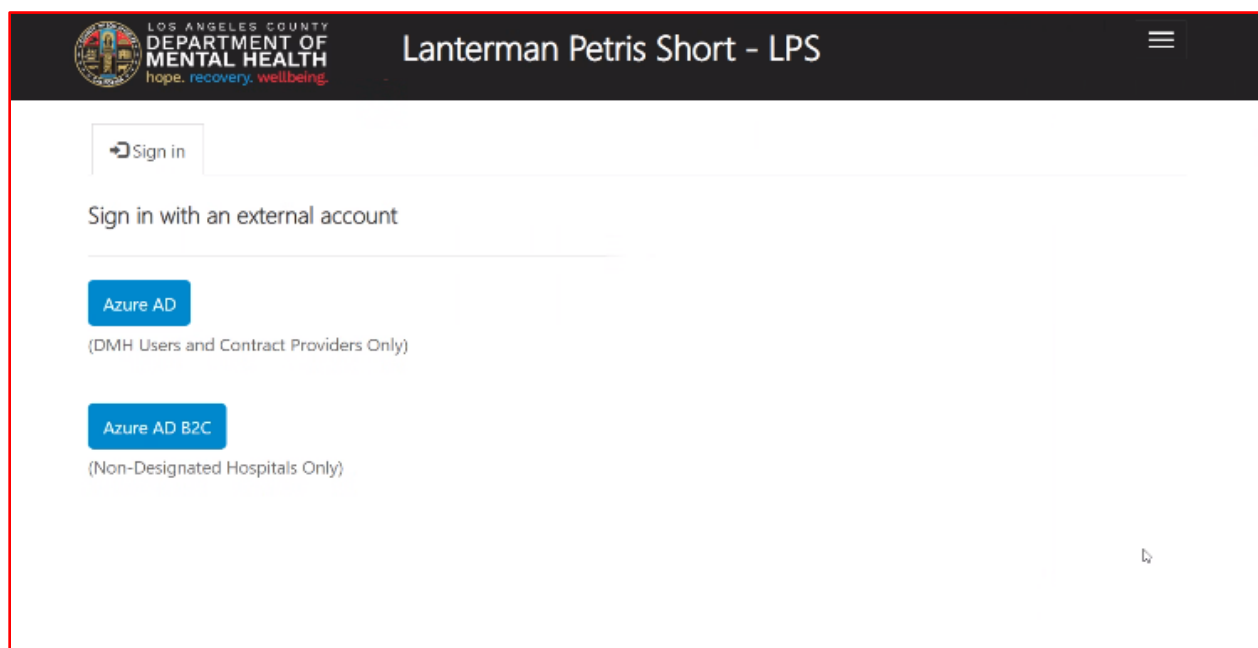 LOS ANGELES COUNTY
DEPARTMENT OF
MENTAL HEALTH
hope. recovery. wellbeing.
Lanterman Petris Short - LPS
Sign in
Sign in with an external account
Azure AD
(DMH Users and Contract Providers Only)
Azure AD B2C
(Non-Designated Hospitals Only)